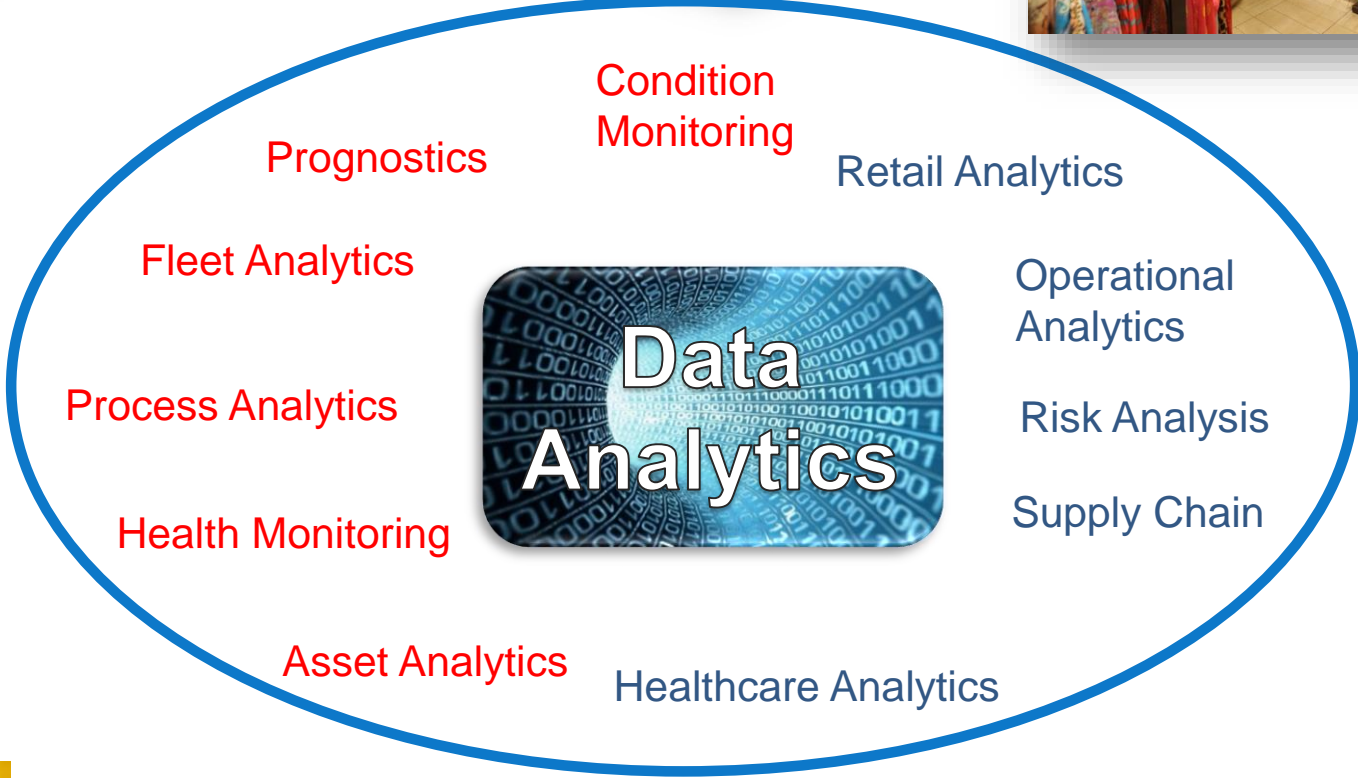 Condition
Monitoring
Prognostics
Retail Analytics
Fleet Analytics
Operational
Analytics
Data
Analytics
Process Analytics
Risk Analysis
Health Monitoring
Supply Chain
Asset Analytics
Healthcare Analytics